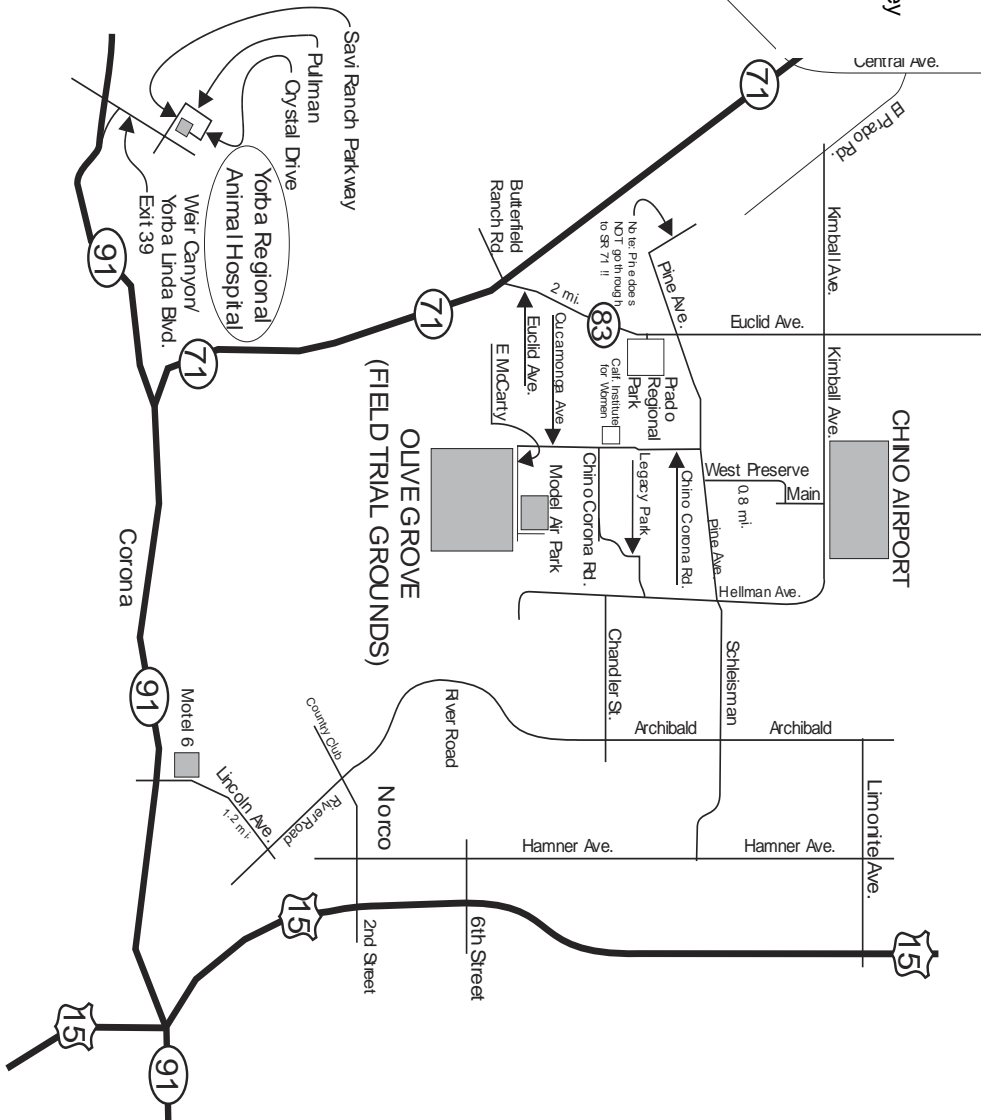 ey
Central Ave.
El Prado Rd.
71
Savi Ranch Parkway
Pullman
Crystal Drive
Yorba Regional
Animal Hospital
Weir Canyon/
Yorba Linda Blvd.
Exit 39
91
71
71
Butterfield
Ranch Rd.
Note: Pine does
NOT go through
to SR 71 !!
Pine Ave.
2 mi.
83
Kimball Ave.
Euclid Ave.
Kimball Ave.
Euclid Ave.
Cucamonga Ave
E McCarty
Calif. Institute
for Women
Prado
Regional
Park
CHINO AIRPORT
West Preserve
0.8 mi.
Main
Chino Corona Rd.
Pine Ave.
Legacy Park
Chino Corona Rd.
Model Air Park
OLIVE GROVE
(FIELD TRIAL GROUNDS)
Hellman Ave.
Corona
Chandler St.
Schleisman
Archibald
Archibald
River Road
Country Club
91
Motel 6
Lincoln Ave.
1.2 mi.
River Road
Norco
Hamner Ave.
Hamner Ave.
Limonite Ave.
15
2nd Street
6th Street
15
15
91